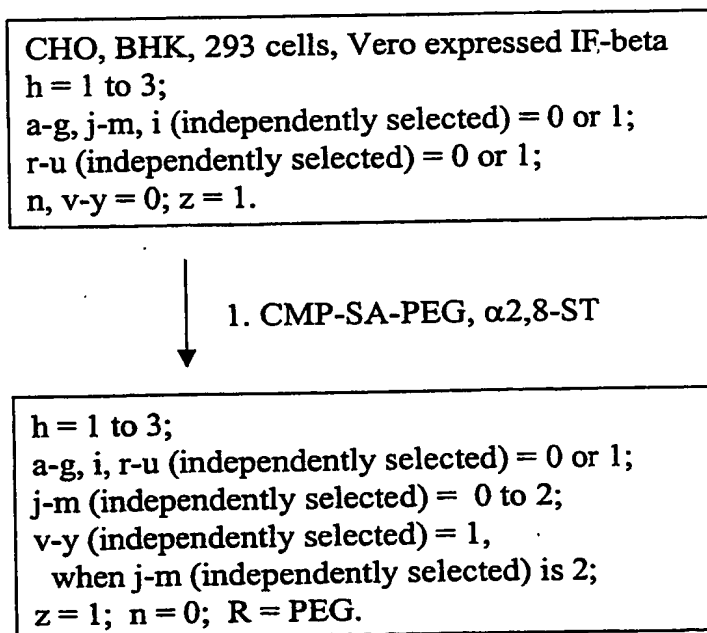 CHO, BHK, 293 cells, Vero expressed IF-beta
h = 1 to 3;
a-g, j-m, i (independently selected) = 0 or 1;
r-u (independently selected) = 0 or 1;
n, v-y = 0; z = 1.
1. CMP-SA-PEG, α2,8-ST
h = 1 to 3;
a-g, i, r-u (independently selected) = 0 or 1;
j-m (independently selected) = 0 to 2;
v-y (independently selected) = 1,
when j-m (independently selected) is 2;
z = 1; n = 0; R = PEG.